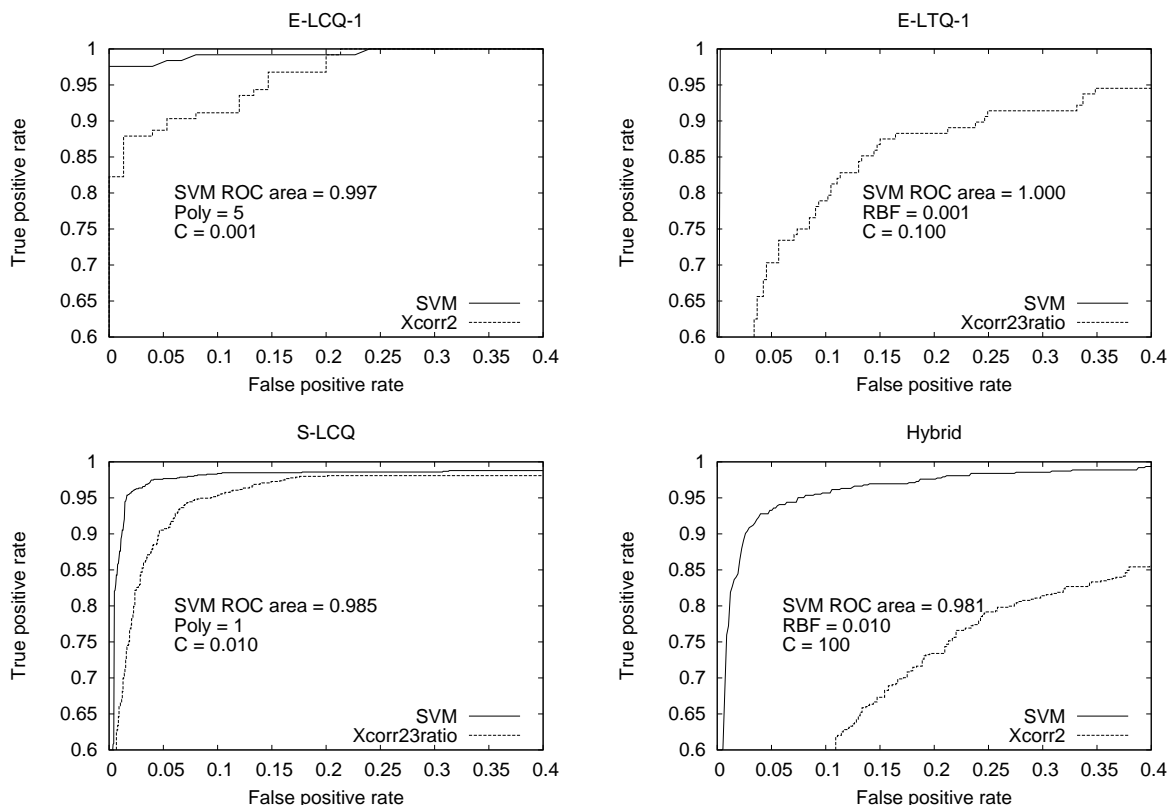 E-LCQ-1
1
0.95
0.9
0.85
0.8
0.75
0.7
0.65
0.6
True positive rate
SVM ROC area = 0.997
Poly = 5
C = 0.001
SVM
Xcorr2
0 0.05 0.1 0.15 0.2 0.25 0.3 0.35 0.4
False positive rate
E-LTQ-1
1
0.95
0.9
0.85
0.8
0.75
0.7
0.65
0.6
True positive rate
SVM ROC area = 1.000
RBF = 0.001
C = 0.100
SVM
Xcorr23ratio
0 0.05 0.1 0.15 0.2 0.25 0.3 0.35 0.4
False positive rate
S-LCQ
1
0.95
0.9
0.85
0.8
0.75
0.7
0.65
0.6
True positive rate
SVM ROC area = 0.985
Poly = 1
C = 0.010
SVM
Xcorr23ratio
0 0.05 0.1 0.15 0.2 0.25 0.3 0.35 0.4
False positive rate
Hybrid
1
0.95
0.9
0.85
0.8
0.75
0.7
0.65
0.6
True positive rate
SVM ROC area = 0.981
RBF = 0.010
C = 100
SVM
Xcorr2
0 0.05 0.1 0.15 0.2 0.25 0.3 0.35 0.4
False positive rate